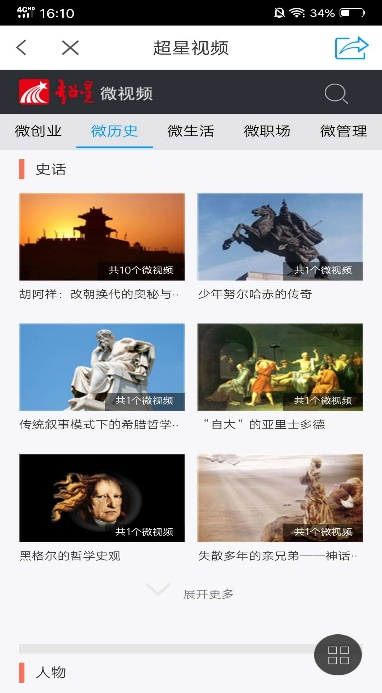 4G HD 16:10 34%
超星视频
超星 微视频
微创业 微历史 微生活 微职场 微管理
史话
共10个微视频 共1个微视频
胡阿祥：改朝换代的奥秘与.. 少年努尔哈赤的传奇
共1个微视频 共1个微视频
传统叙事模式下的希腊哲学.. “自大”的亚里士多德
共1个微视频 共1个微视频
黑格尔的哲学史观 失散多年的亲兄弟——神话..
展开更多
人物